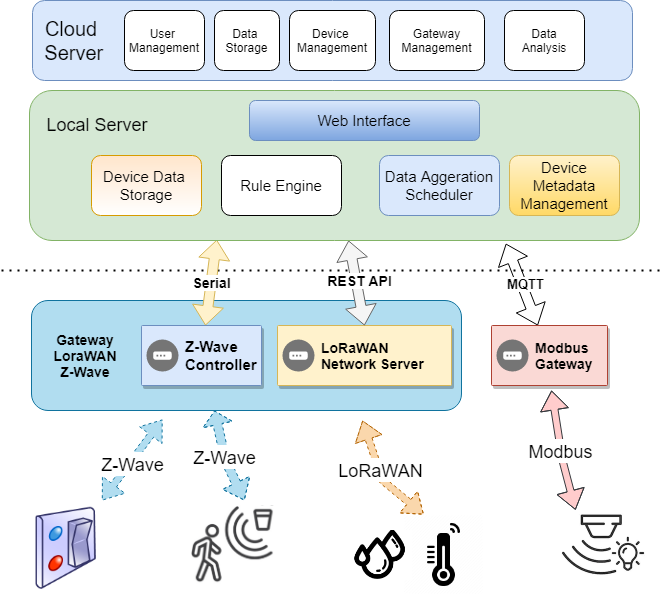 Cloud
Server
User
Management
Data
Storage
Device
Management
Gateway
Management
Data
Analysis
Local Server
Web Interface
Device Data
Storage
Rule Engine
Data Aggeration
Scheduler
Device
Metadata
Management
Serial
REST API
MQTT
Gateway
LoraWAN
Z-Wave
Z-Wave
Controller
LoRaWAN
Network Server
Modbus
Gateway
Z-Wave
Z-Wave
LoRaWAN
Modbus